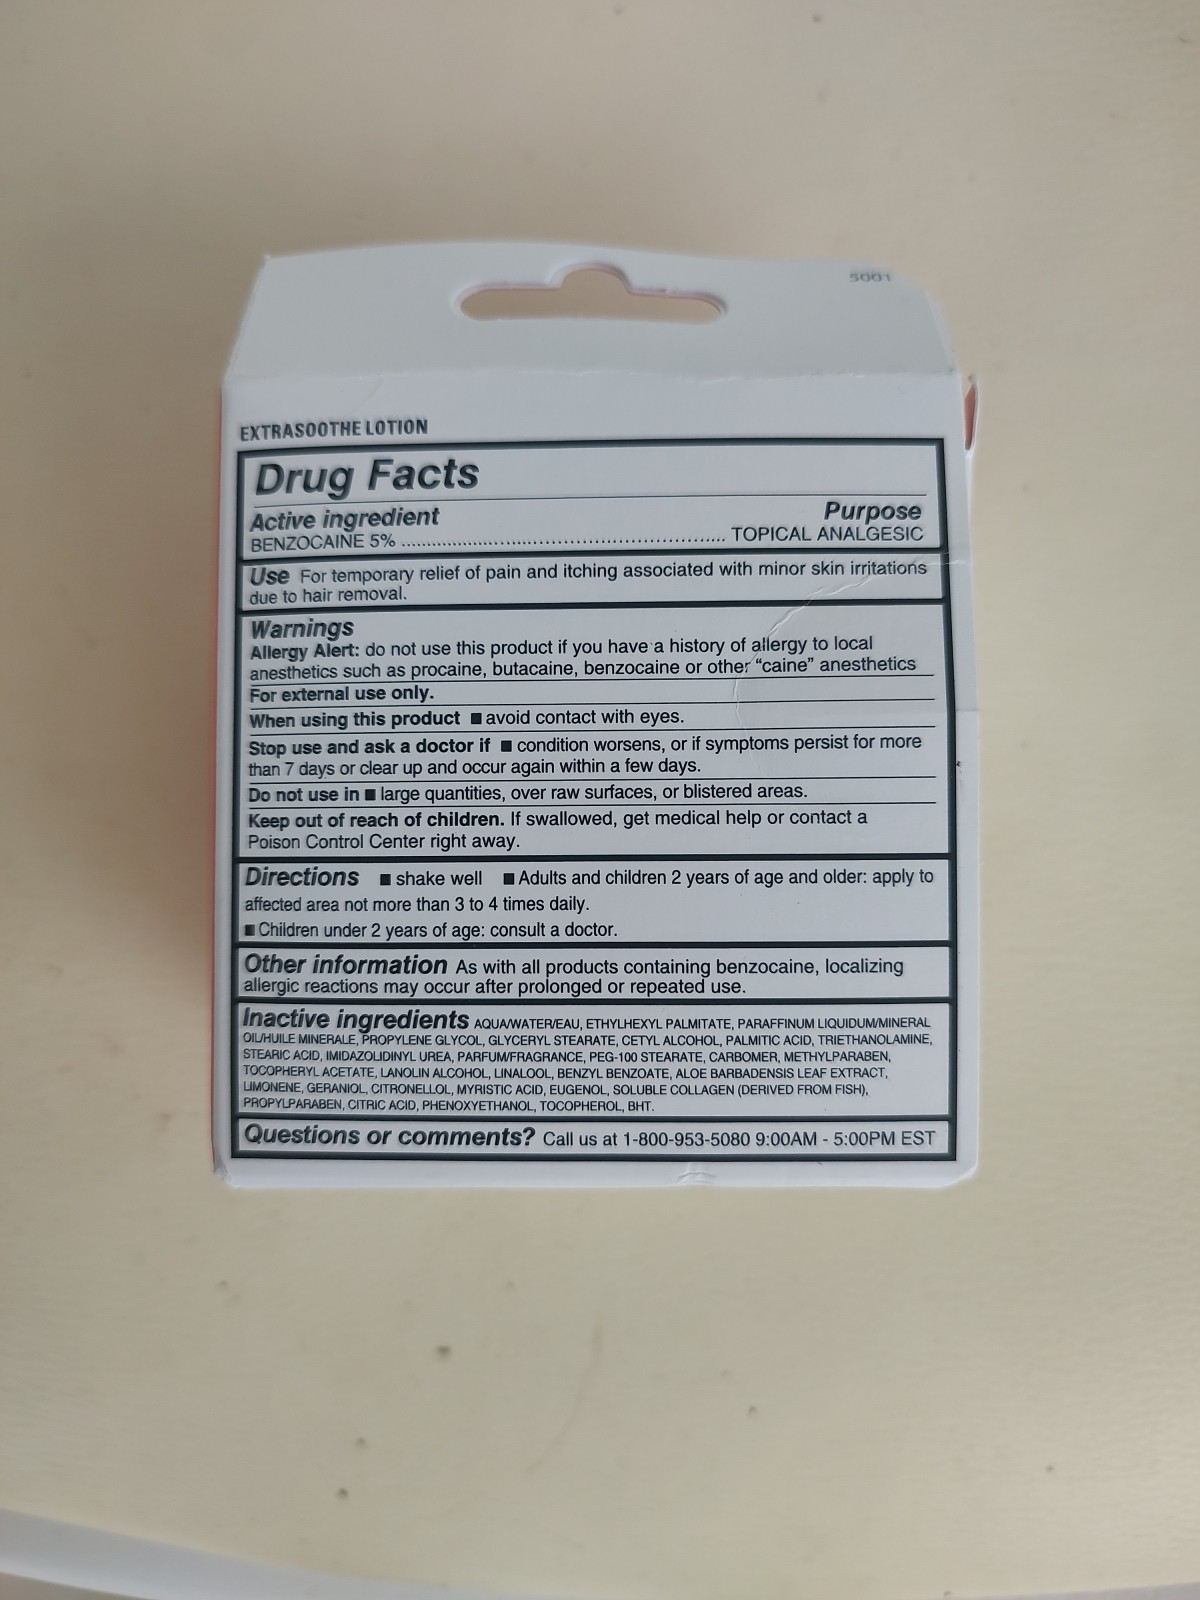 5001
EXTRASOOTHE LOTION
Drug Facts
Active ingredient Purpose
BENZOCAINE 5% ........................................................ TOPICAL ANALGESIC
Use For temporary relief of pain and itching associated with minor skin irritations
due to hair removal.
Warnings
Allergy Alert: do not use this product if you have a history of allergy to local
anesthetics such as procaine, butacaine, benzocaine or other “caine” anesthetics
For external use only.
When using this product ■ avoid contact with eyes.
Stop use and ask a doctor if ■ condition worsens, or if symptoms persist for more
than 7 days or clear up and occur again within a few days.
Do not use in ■ large quantities, over raw surfaces, or blistered areas.
Keep out of reach of children. If swallowed, get medical help or contact a
Poison Control Center right away.
Directions ■ shake well ■ Adults and children 2 years of age and older: apply to
affected area not more than 3 to 4 times daily.
■ Children under 2 years of age: consult a doctor.
Other information As with all products containing benzocaine, localizing
allergic reactions may occur after prolonged or repeated use.
Inactive ingredients AQUA/WATER/EAU, ETHYLHEXYL PALMITATE, PARAFFINUM LIQUIDUM/MINERAL
OIL/HUILE MINERALE, PROPYLENE GLYCOL, GLYCERYL STEARATE, CETYL ALCOHOL, PALMITIC ACID, TRIETHANOLAMINE,
STEARIC ACID, IMIDAZOLIDINYL UREA, PARFUM/FRAGRANCE, PEG-100 STEARATE, CARBOMER, METHYLPARABEN,
TOCOPHERYL ACETATE, LANOLIN ALCOHOL, LINALOOL, BENZYL BENZOATE, ALOE BARBADENSIS LEAF EXTRACT,
LIMONENE, GERANIOL, CITRONELLOL, MYRISTIC ACID, EUGENOL, SOLUBLE COLLAGEN (DERIVED FROM FISH),
PROPYLPARABEN, CITRIC ACID, PHENOXYETHANOL, TOCOPHEROL, BHT.
Questions or comments? Call us at 1-800-953-5080 9:00AM - 5:00PM EST